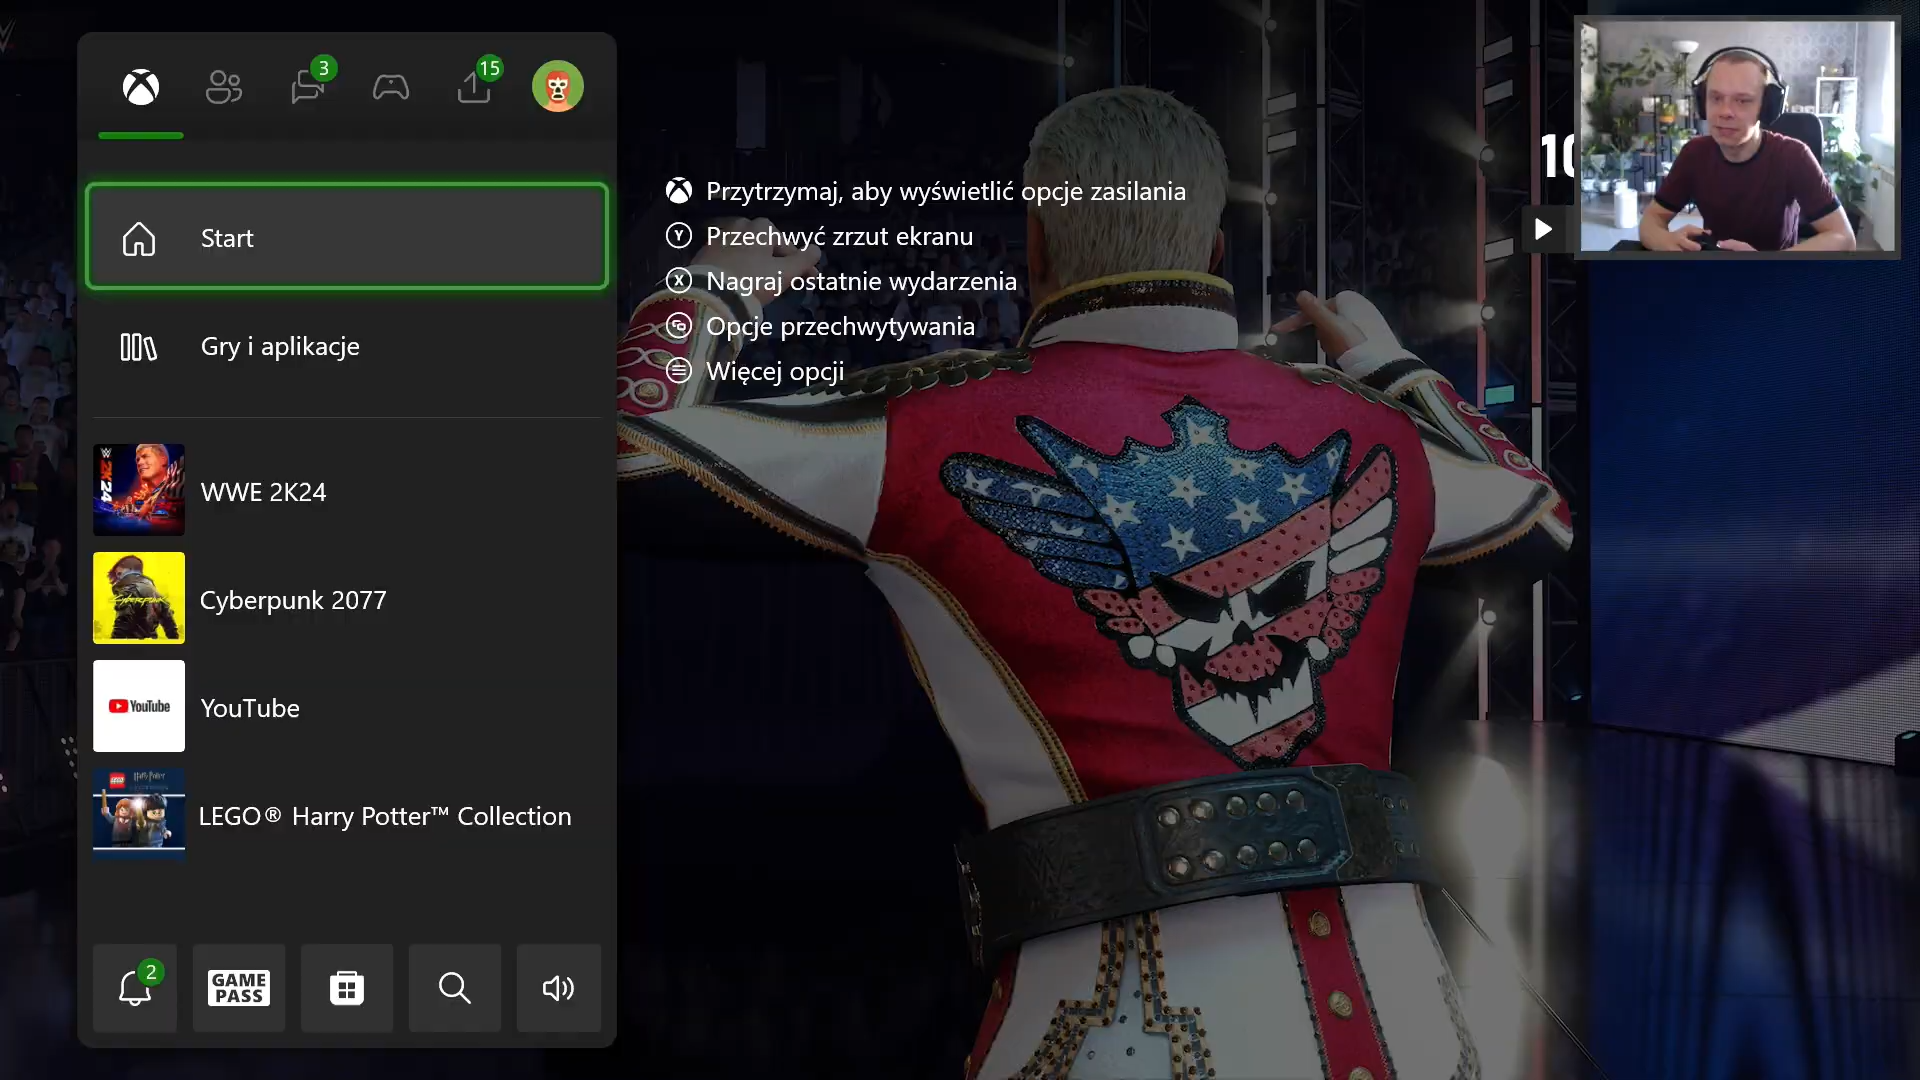 3
15
Start
Gry i aplikacje
WWE 2K24
Cyberpunk 2077
YouTube
YouTube
LEGO® Harry Potter™ Collection
2
GAME
PASS
X Przytrzymaj, aby wyświetlić opcje zasilania
Y Przechwyć zrzut ekranu
X Nagraj ostatnie wydarzenia
Opcje przechwytywania
Więcej opcji
10